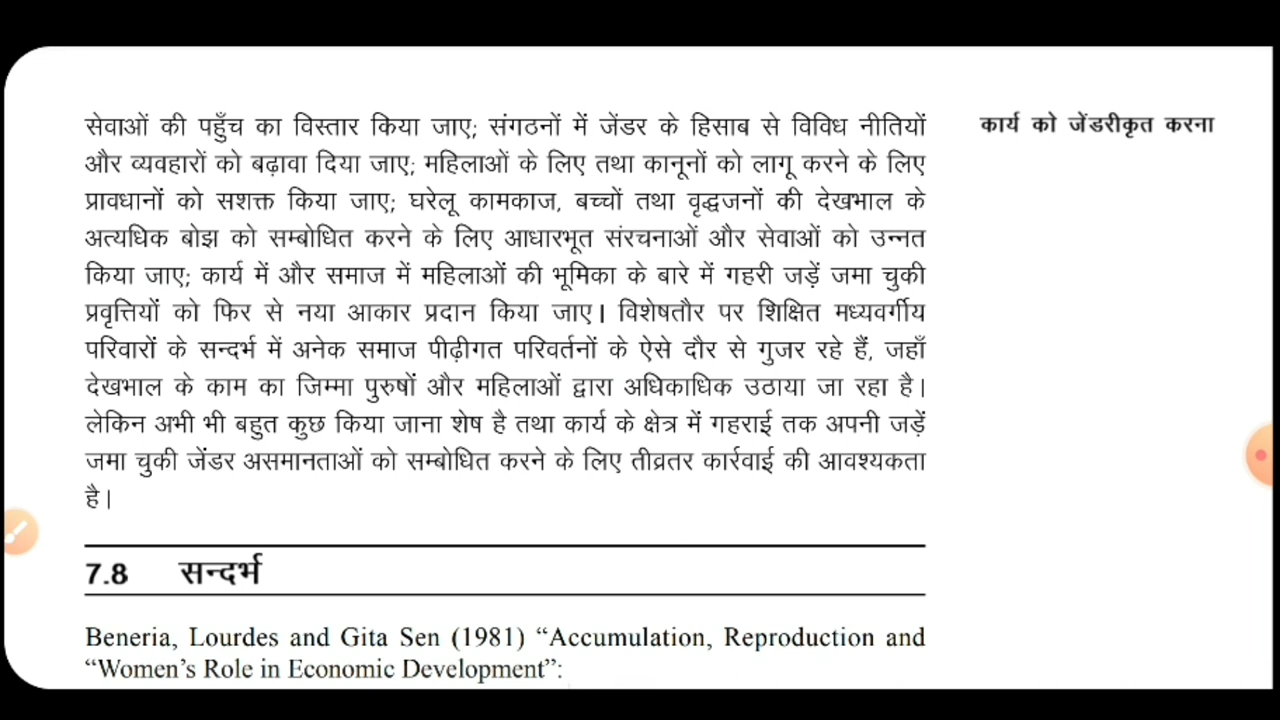 सेवाओं की पहुँच का विस्तार किया जाए; संगठनों में जेंडर के हिसाब से विविध नीतियों
कार्य को जेंडरीकृत करना
और व्यवहारों को बढ़ावा दिया जाए; महिलाओं के लिए तथा कानूनों को लागू करने के लिए
प्रावधानों को सशक्त किया जाए; घरेलू कामकाज, बच्चों तथा वृद्धजनों की देखभाल के
अत्यधिक बोझ को सम्बोधित करने के लिए आधारभूत संरचनाओं और सेवाओं को उन्नत
किया जाए; कार्य में और समाज में महिलाओं की भूमिका के बारे में गहरी जड़ें जमा चुकी
प्रवृत्तियों को फिर से नया आकार प्रदान किया जाए। विशेषतौर पर शिक्षित मध्यवर्गीय
परिवारों के सन्दर्भ में अनेक समाज पीढ़ीगत परिवर्तनों के ऐसे दौर से गुजर रहे हैं, जहाँ
देखभाल के काम का जिम्मा पुरुषों और महिलाओं द्वारा अधिकाधिक उठाया जा रहा है।
लेकिन अभी भी बहुत कुछ किया जाना शेष है तथा कार्य के क्षेत्र में गहराई तक अपनी जड़ें
जमा चुकी जेंडर असमानताओं को सम्बोधित करने के लिए तीव्रतर कार्रवाई की आवश्यकता
है।
7.8 सन्दर्भ
Beneria, Lourdes and Gita Sen (1981) “Accumulation, Reproduction and
“Women’s Role in Economic Development”: